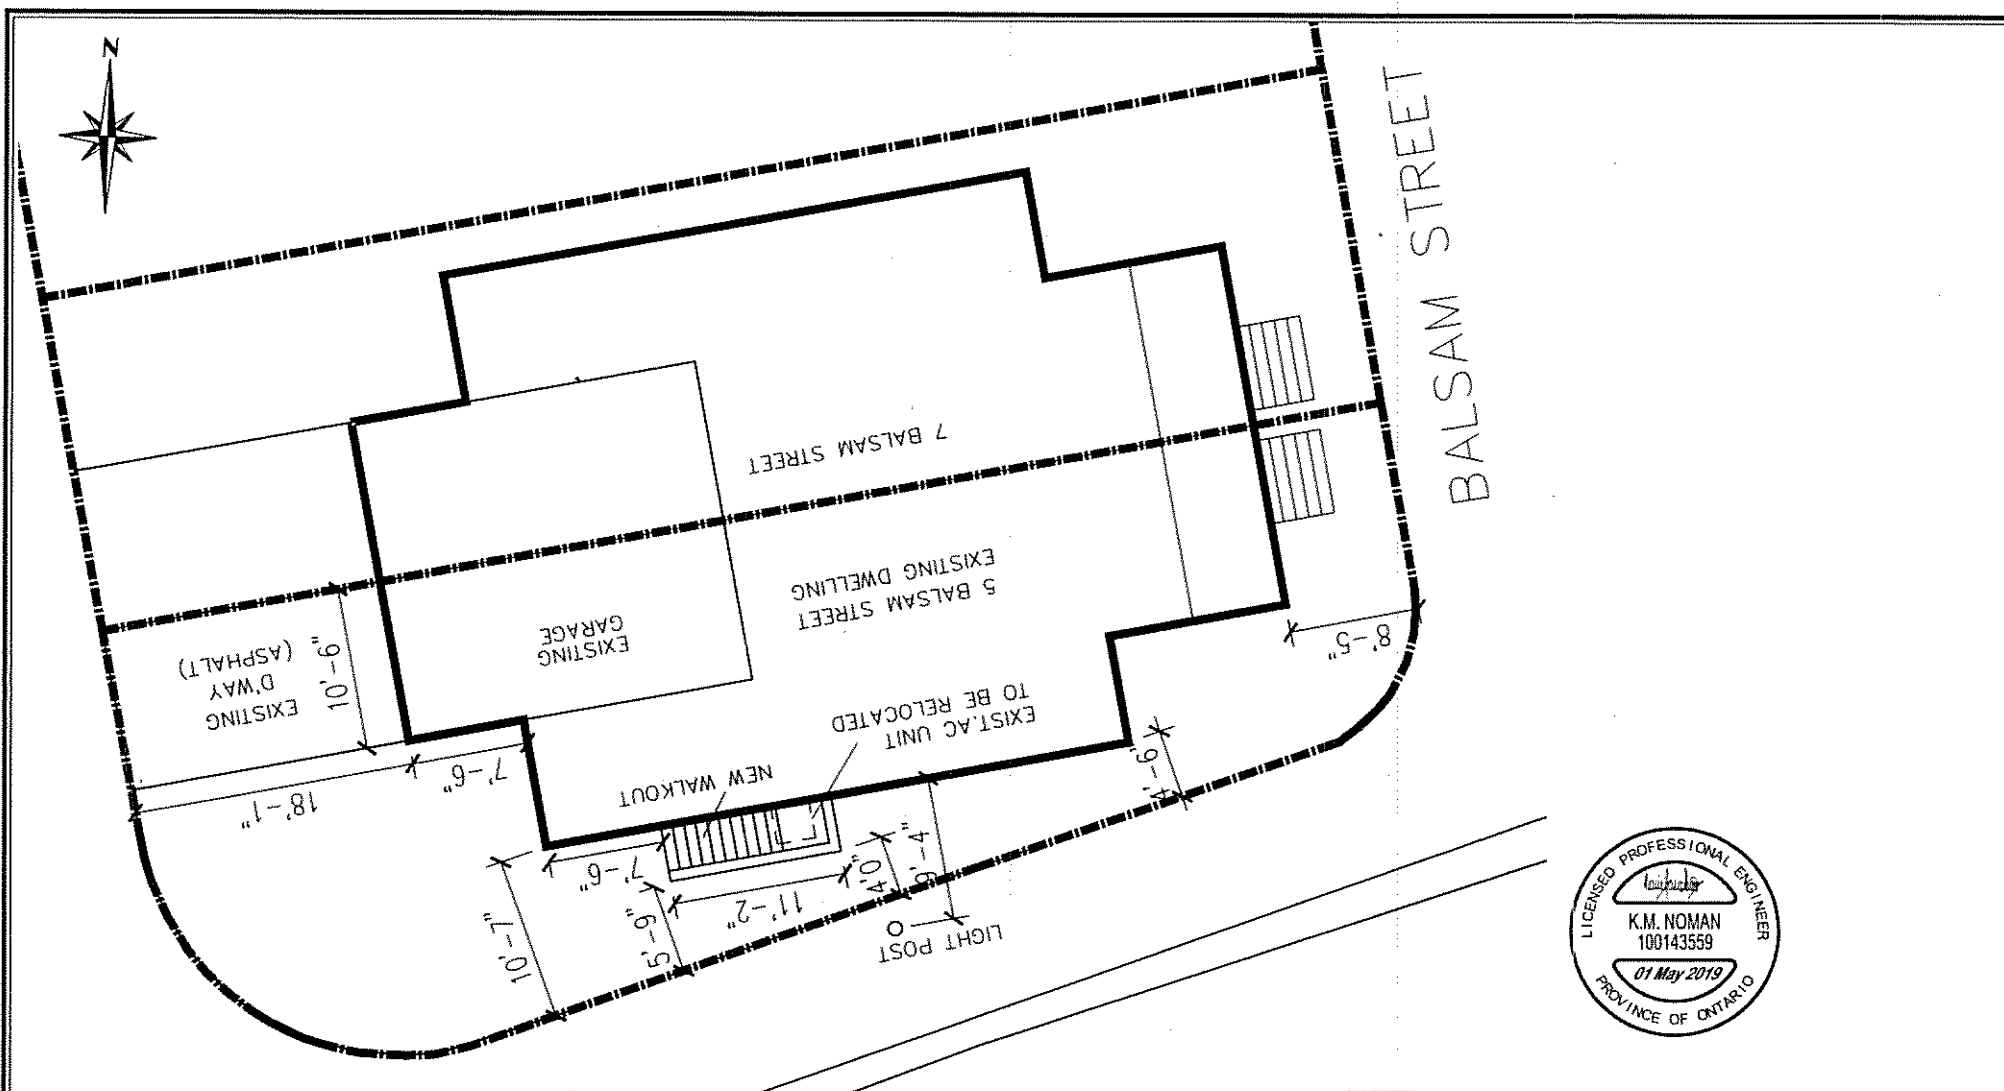 N
BALSAM STREET
7 BALSAM STREET
5 BALSAM STREET
EXISTING DWELLING
EXISTING
GARAGE
EXISTING
D'WAY
(ASPHALT)
10'-6"
18'-1"
7'-6"
NEW WALKOUT
EXIST.AC UNIT
TO BE RELOCATED
8'-5"
4'-6"
7'-6"
11'-2"
4'0"
9'-4"
5'-9"
10'-7"
LIGHT POST
LICENSED PROFESSIONAL ENGINEER
K.M. NOMAN
100143559
01 May 2019
PROVINCE OF ONTARIO